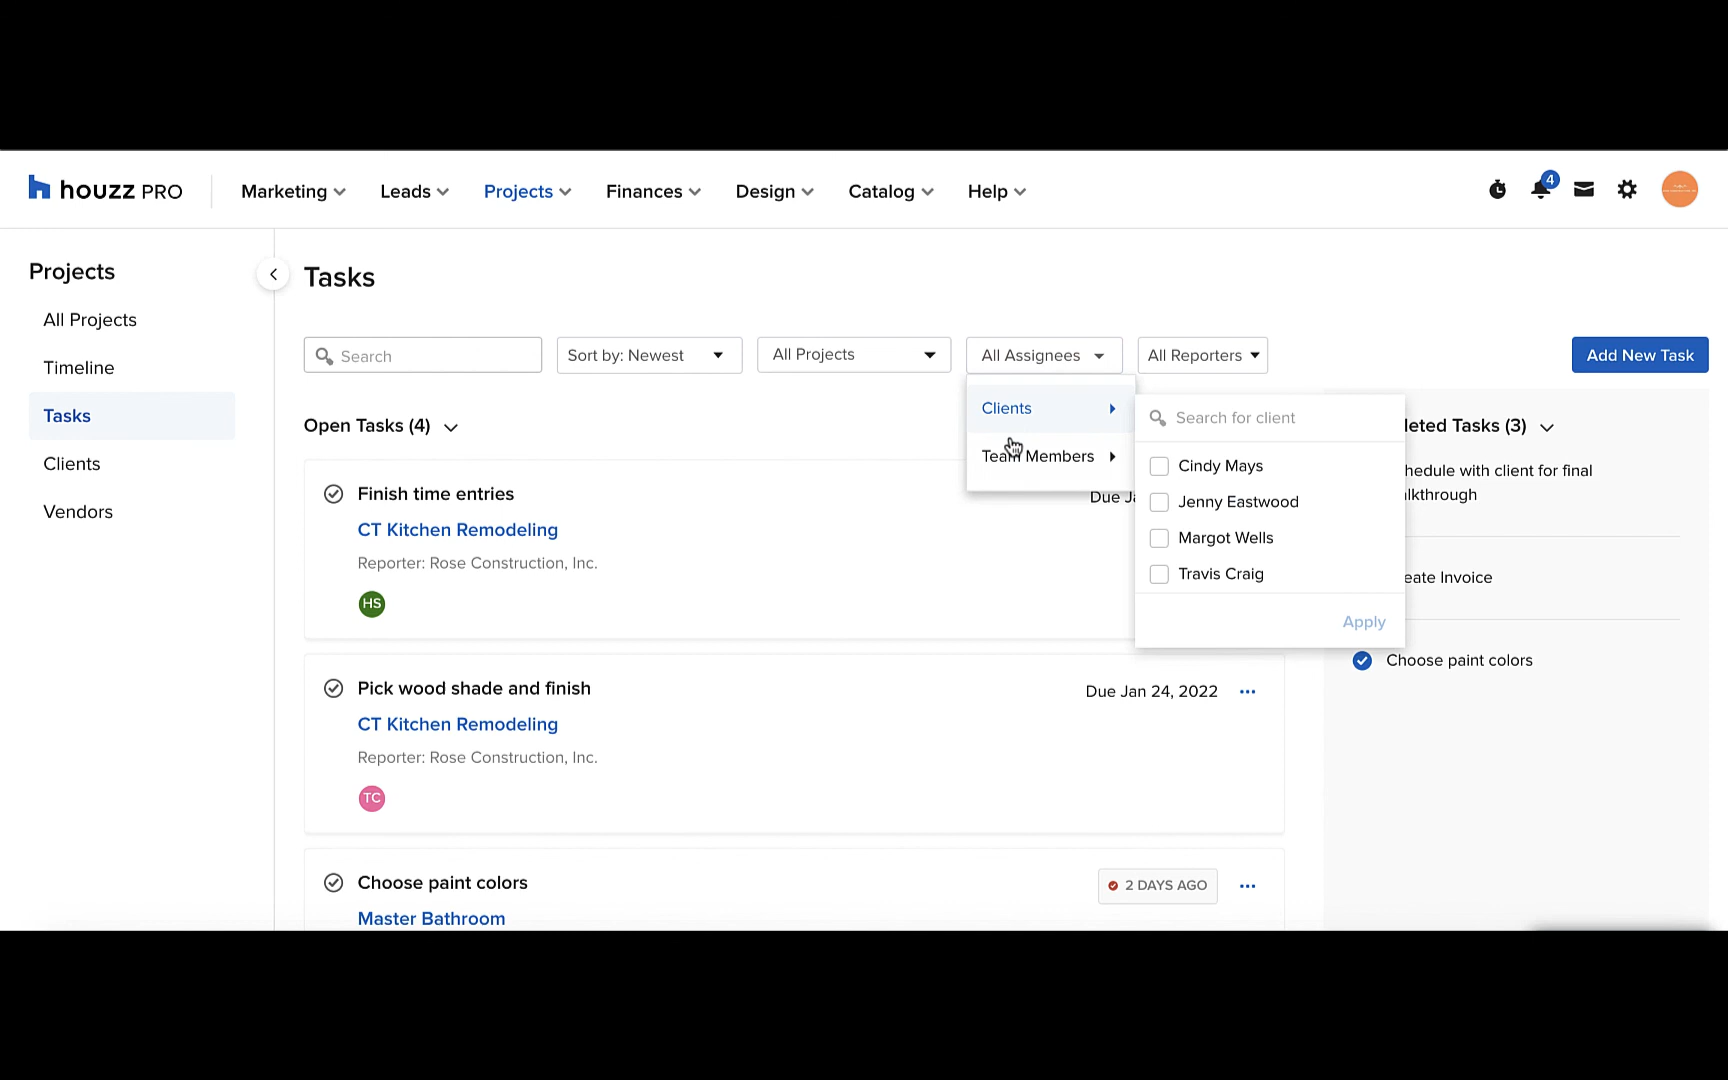 houzz PRO
Marketing
Leads
Projects
Finances
Design
Catalog
Help
4
Projects
All Projects
Timeline
Tasks
Clients
Vendors
Tasks
Search
Sort by: Newest
All Projects
All Assignees
All Reporters
Add New Task
Clients
Team Members
Search for client
Cindy Mays
Jenny Eastwood
Margot Wells
Travis Craig
Apply
Open Tasks (4)
Finish time entries
Due Ja
CT Kitchen Remodeling
Reporter: Rose Construction, Inc.
HS
Pick wood shade and finish
Due Jan 24, 2022
CT Kitchen Remodeling
Reporter: Rose Construction, Inc.
TC
Choose paint colors
2 DAYS AGO
Master Bathroom
leted Tasks (3)
hedule with client for final
lkthrough
eate Invoice
Choose paint colors